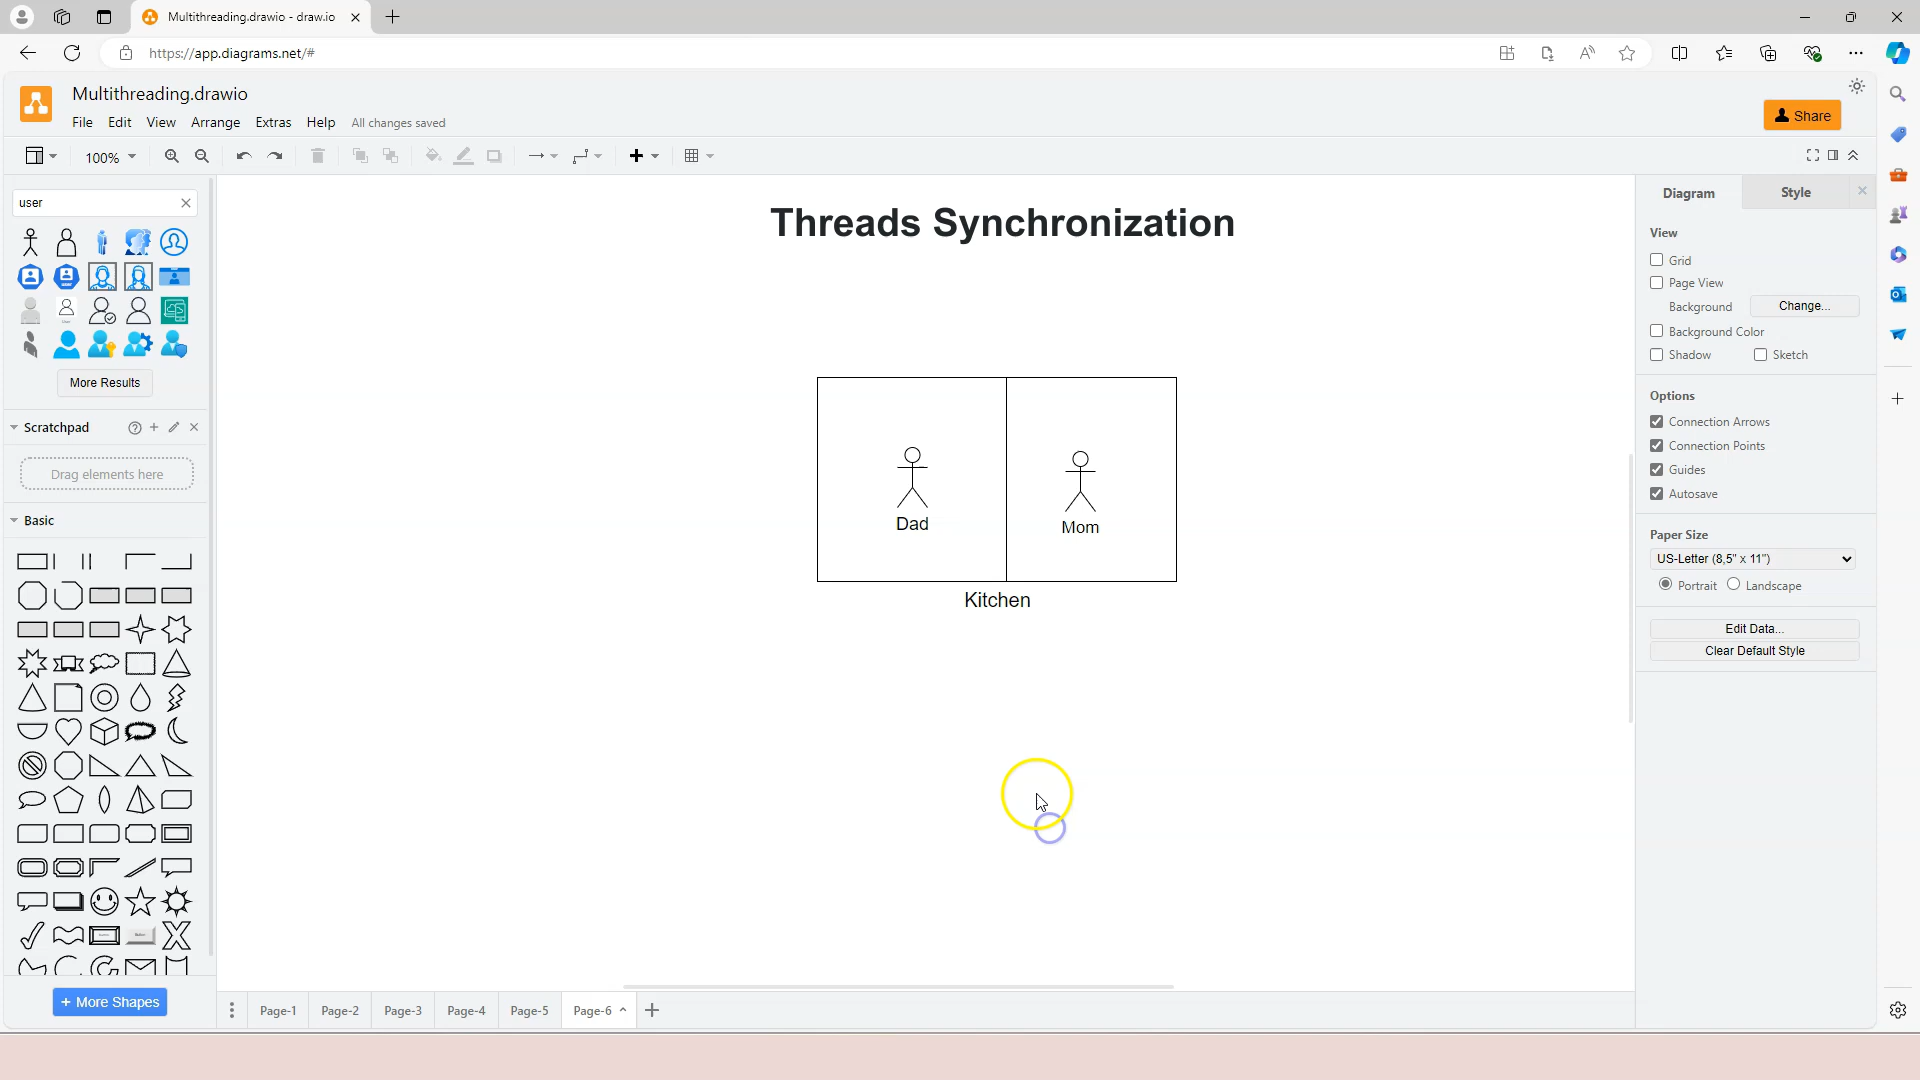 Multithreading.drawio - draw.io
https://app.diagrams.net/#
Multithreading.drawio
File Edit View Arrange Extras Help All changes saved
Share
100%
user
More Results
Scratchpad
Drag elements here
Basic
+ More Shapes
Threads Synchronization
Dad
Mom
Kitchen
Page-1 Page-2 Page-3 Page-4 Page-5 Page-6
Diagram Style
View
Grid
Page View
Background Change...
Background Color
Shadow Sketch
Options
Connection Arrows
Connection Points
Guides
Autosave
Paper Size
US-Letter (8,5" x 11")
Portrait Landscape
Edit Data...
Clear Default Style